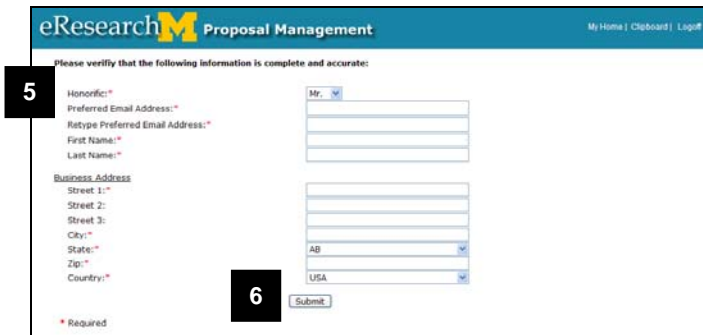 eResearch M Proposal Management
My Home | Clipboard | Logoff
Please verifiy that the following information is complete and accurate:
5
Honorific:* Mr.
Preferred Email Address:*
Retype Preferred Email Address:*
First Name:*
Last Name:*
Business Address
Street 1:*
Street 2:
Street 3:
City:*
State:* AB
Zip:*
Country:* USA
6 Submit
* Required